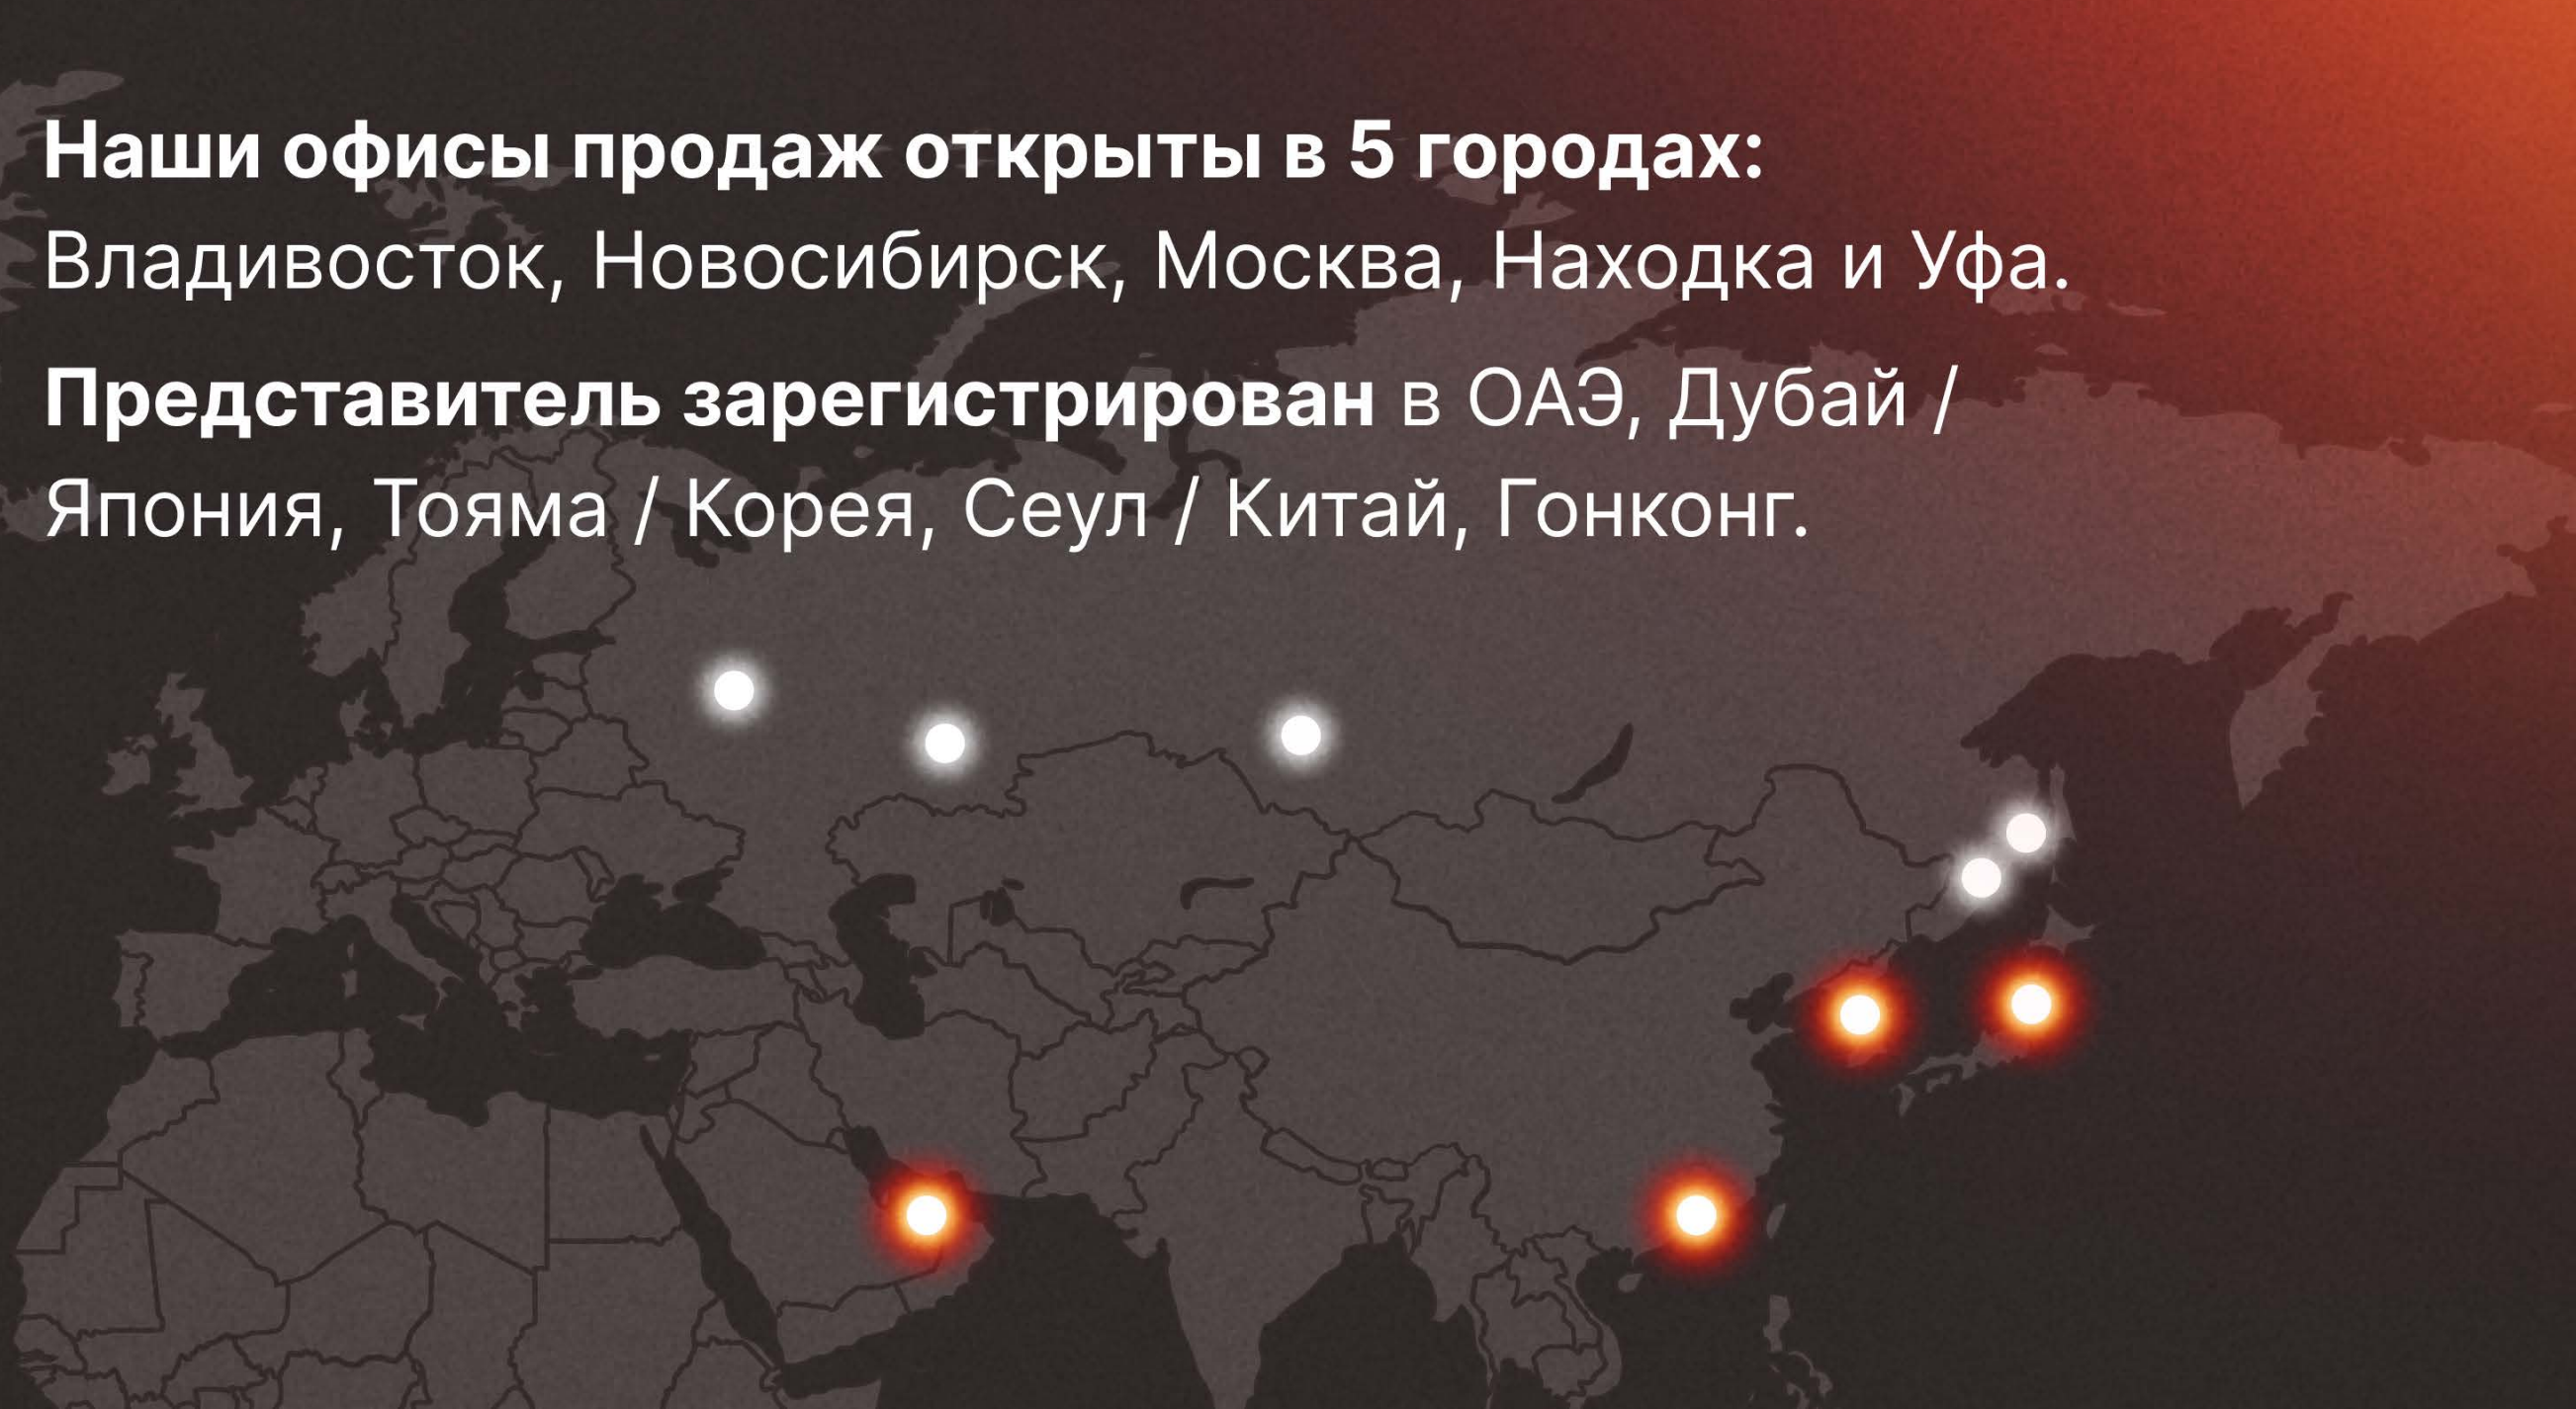 Наши офисы продаж открыты в 5 городах:
Владивосток, Новосибирск, Москва, Находка и Уфа.
Представитель зарегистрирован в ОАЭ, Дубай /
Япония, Тояма / Корея, Сеул / Китай, Гонконг.